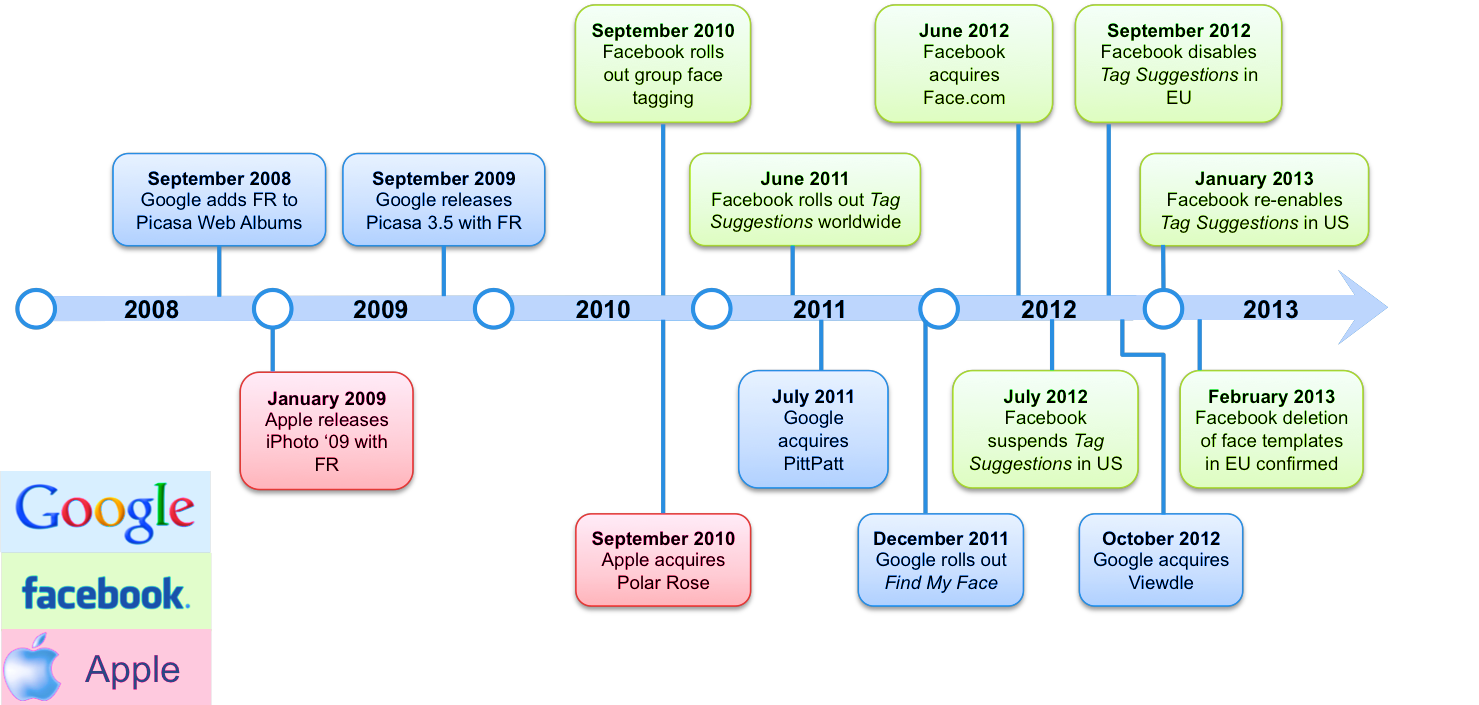 September 2010
Facebook rolls
out group face
tagging
June 2012
Facebook
acquires
Face.com
September 2012
Facebook disables
Tag Suggestions in
EU
September 2008
Google adds FR to
Picasa Web Albums
September 2009
Google releases
Picasa 3.5 with FR
June 2011
Facebook rolls out Tag
Suggestions worldwide
January 2013
Facebook re-enables
Tag Suggestions in US
2008
2009
2010
2011
2012
2013
January 2009
Apple releases
iPhoto ‘09 with
FR
July 2011
Google
acquires
PittPatt
July 2012
Facebook
suspends Tag
Suggestions in US
February 2013
Facebook deletion
of face templates
in EU confirmed
September 2010
Apple acquires
Polar Rose
December 2011
Google rolls out
Find My Face
October 2012
Google acquires
Viewdle
Google
facebook.
Apple